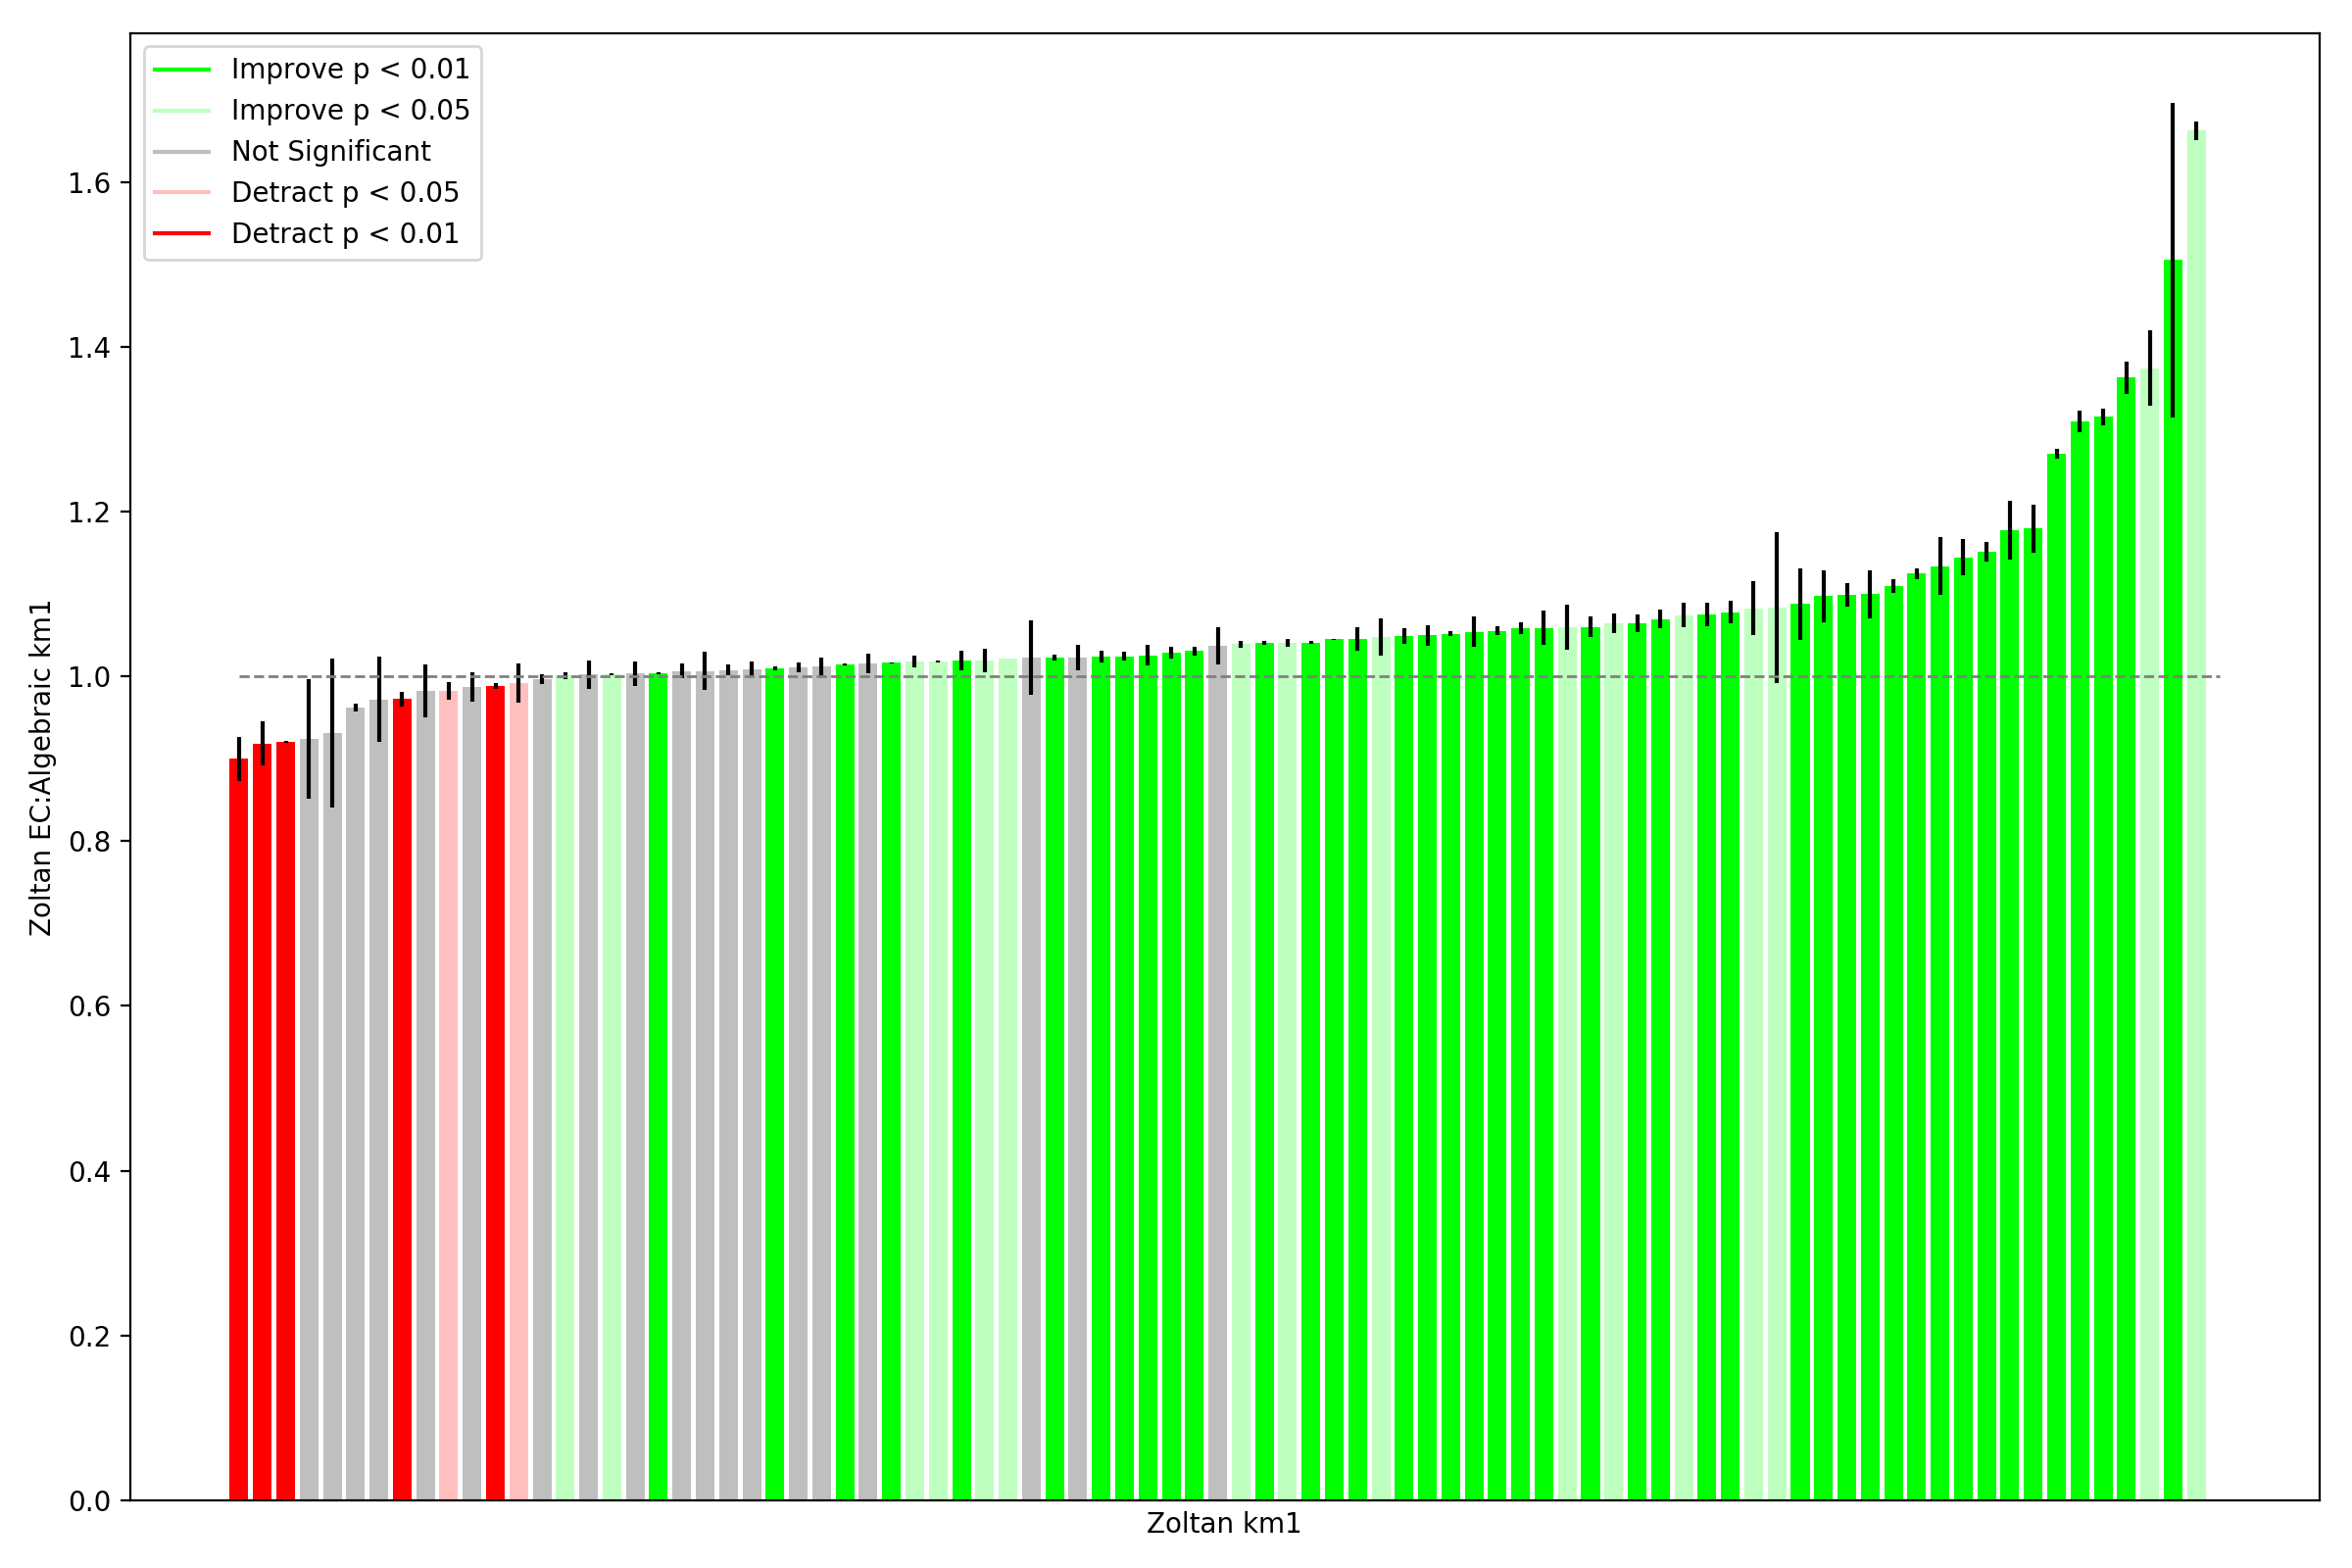 Improve p < 0.01
Improve p < 0.05
Not Significant
Detract p < 0.05
Detract p < 0.01
1.6
1.4
1.2
1.0
0.8
0.6
0.4
0.2
0.0
Zoltan EC:Algebraic km1
Zoltan km1